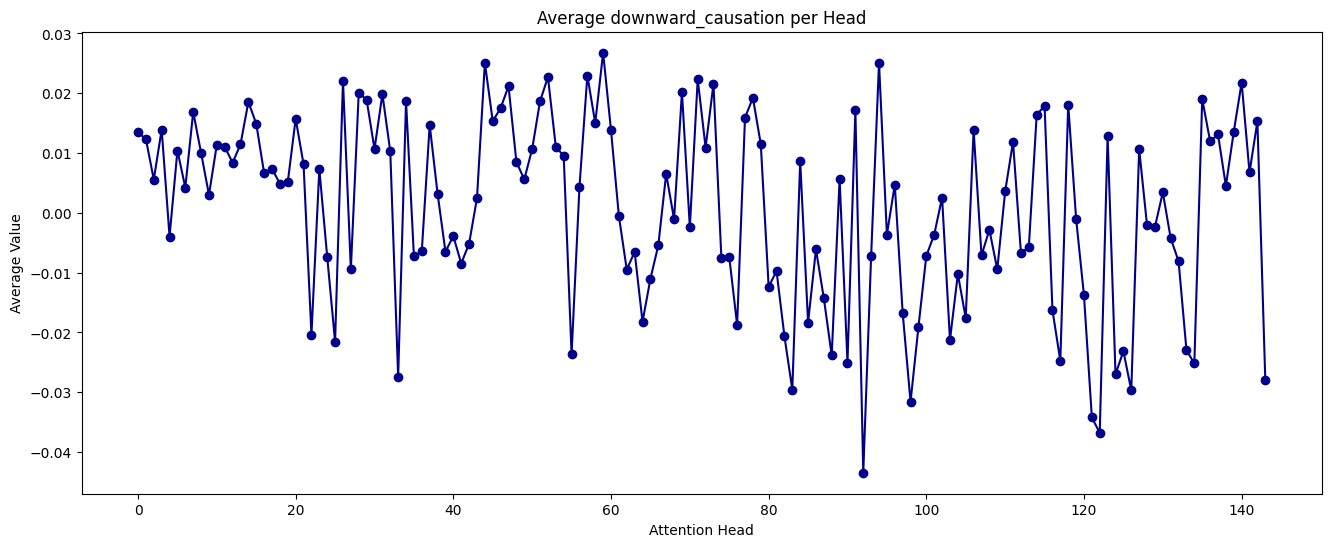 Average downward_causation per Head
Average Value
0.03
0.02
0.01
0.00
−0.01
−0.02
−0.03
−0.04
0 20 40 60 80 100 120 140
Attention Head